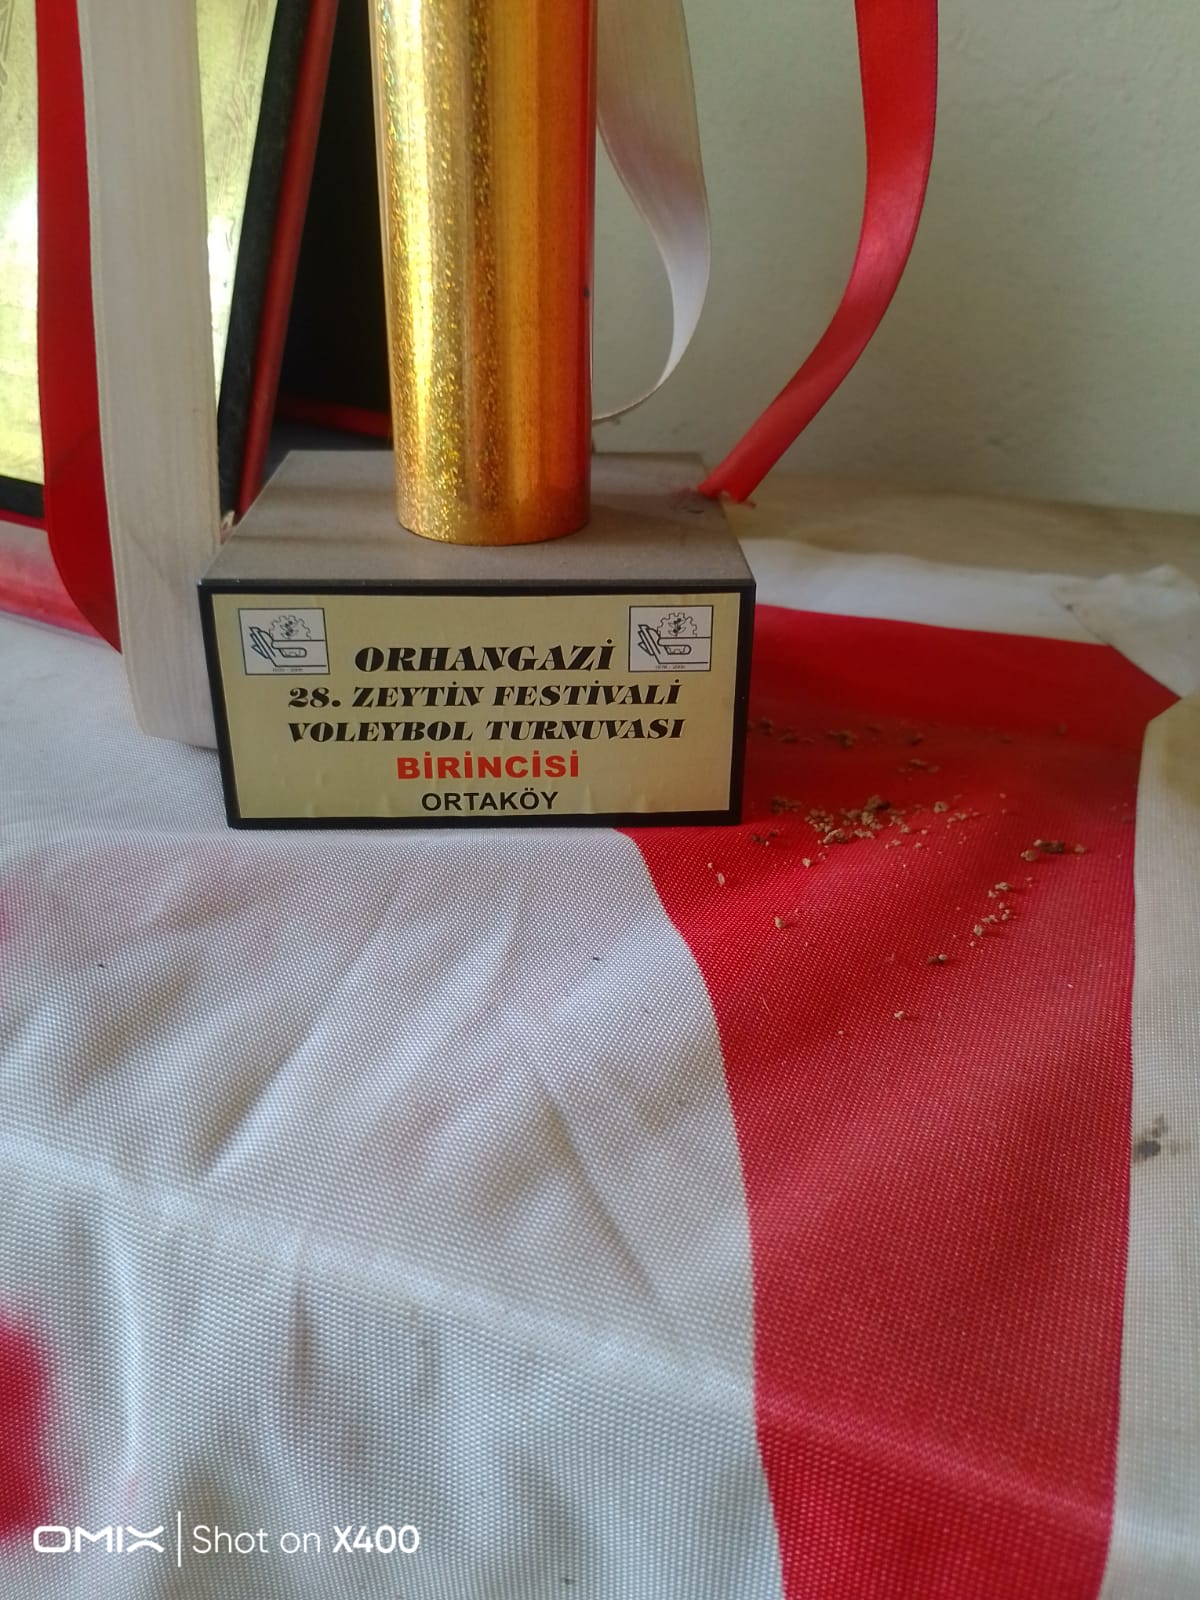 ORHANGAZİ
28. ZEYTİN FESTİVALİ
VOLEYBOL TURNUVASI
BİRİNCİSİ
ORTAKÖY
OMIX Shot on X400